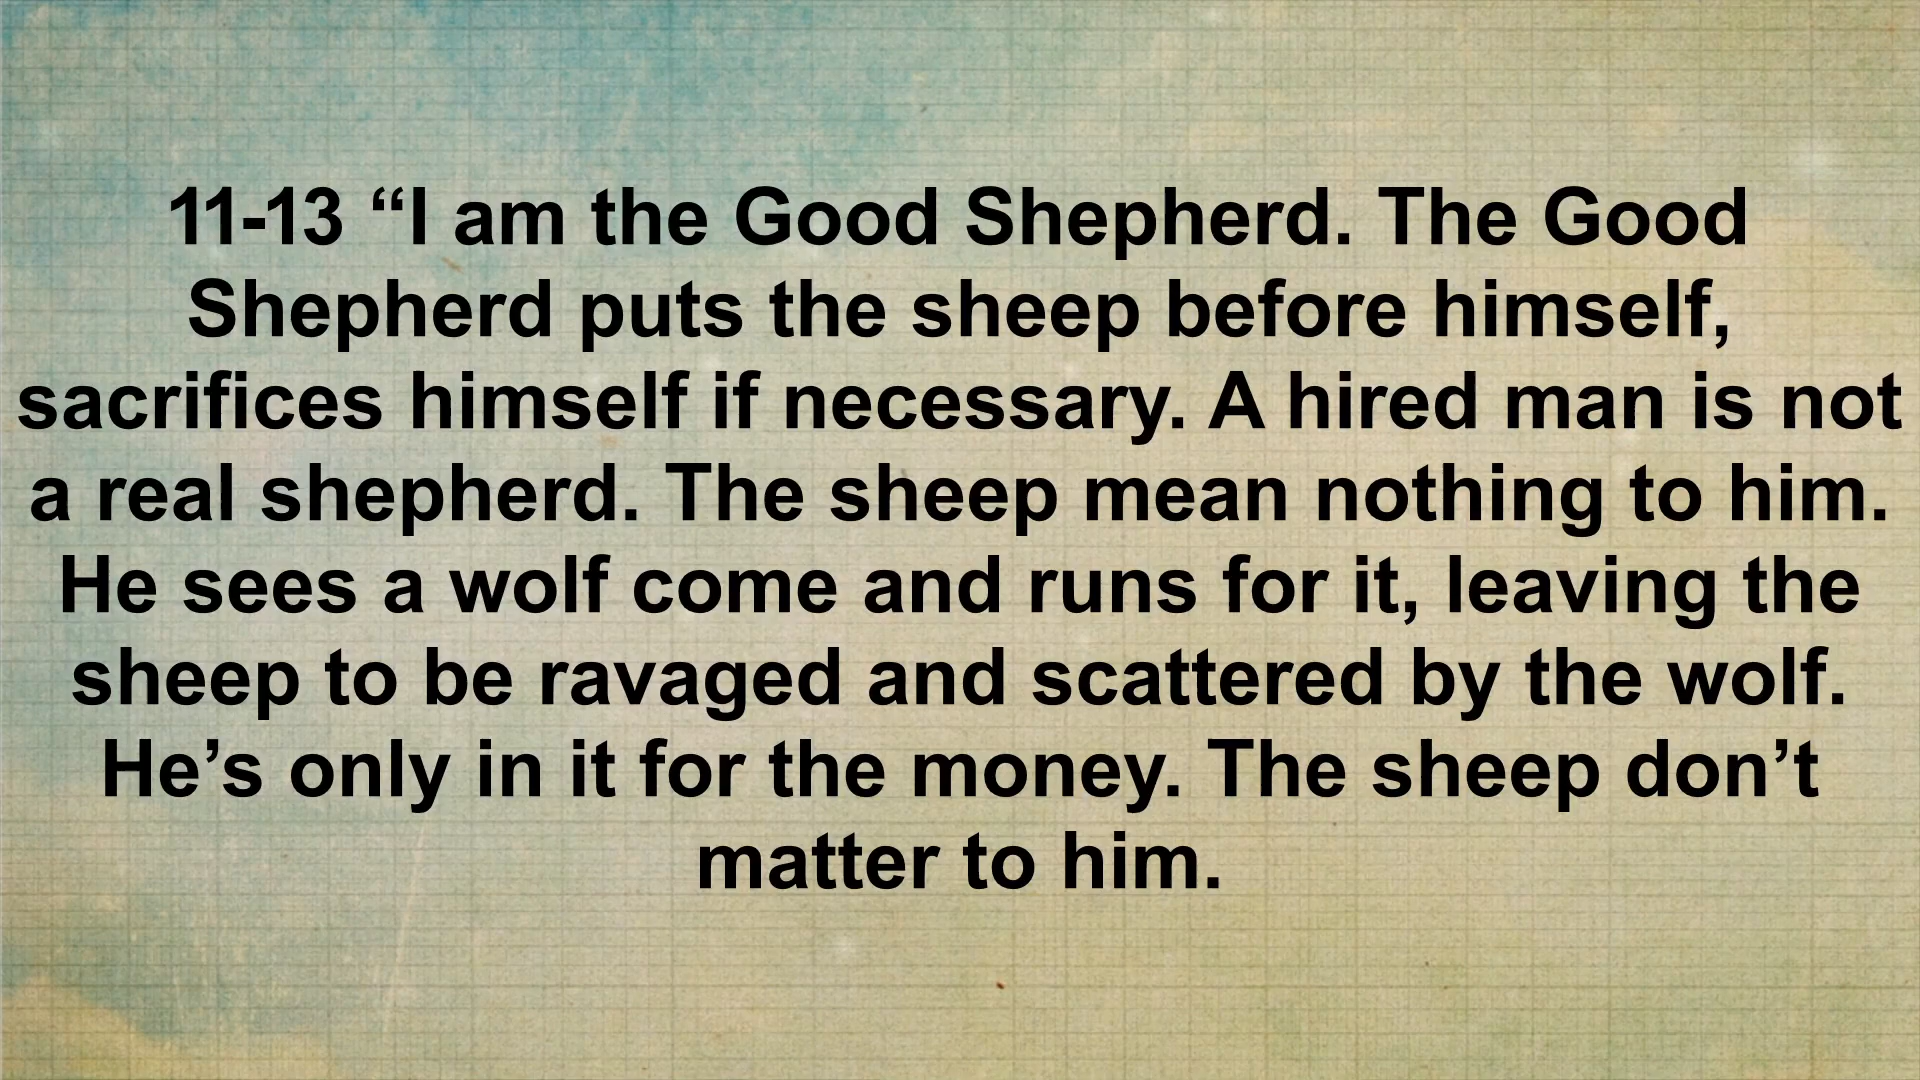 11-13 “I am the Good Shepherd. The Good
Shepherd puts the sheep before himself,
sacrifices himself if necessary. A hired man is not
a real shepherd. The sheep mean nothing to him.
He sees a wolf come and runs for it, leaving the
sheep to be ravaged and scattered by the wolf.
He’s only in it for the money. The sheep don’t
matter to him.